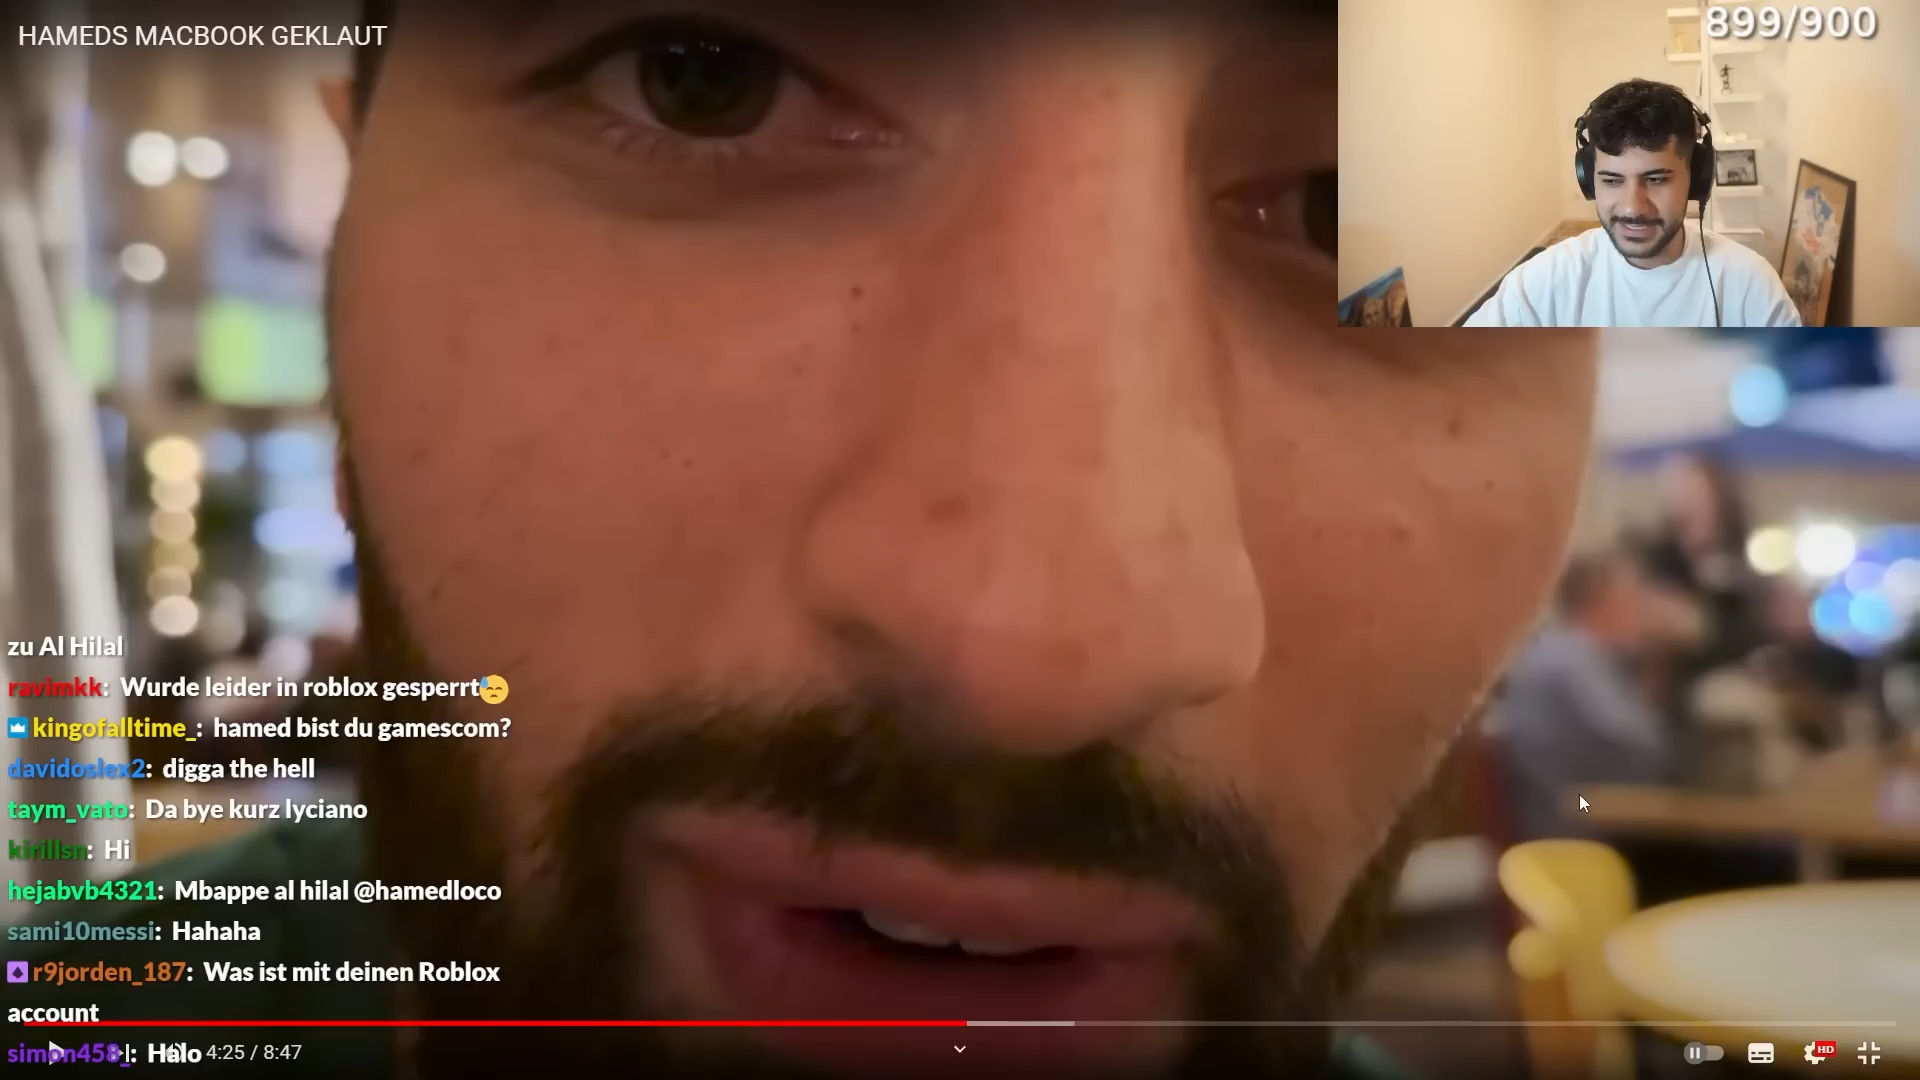 HAMEDS MACBOOK GEKLAUT
899/900
zu Al Hilal
ravimkk: Wurde leider in roblox gesperrt😓
kingofalltime_: hamed bist du gamescom?
davidoslex2: digga the hell
taym_vato: Da bye kurz lyciano
kirillsn: Hi
hejabvb4321: Mbappe al hilal @hamedloco
sami10messi: Hahaha
r9jorden_187: Was ist mit deinen Roblox
account
simon458_: Halo
4:25 / 8:47
HD